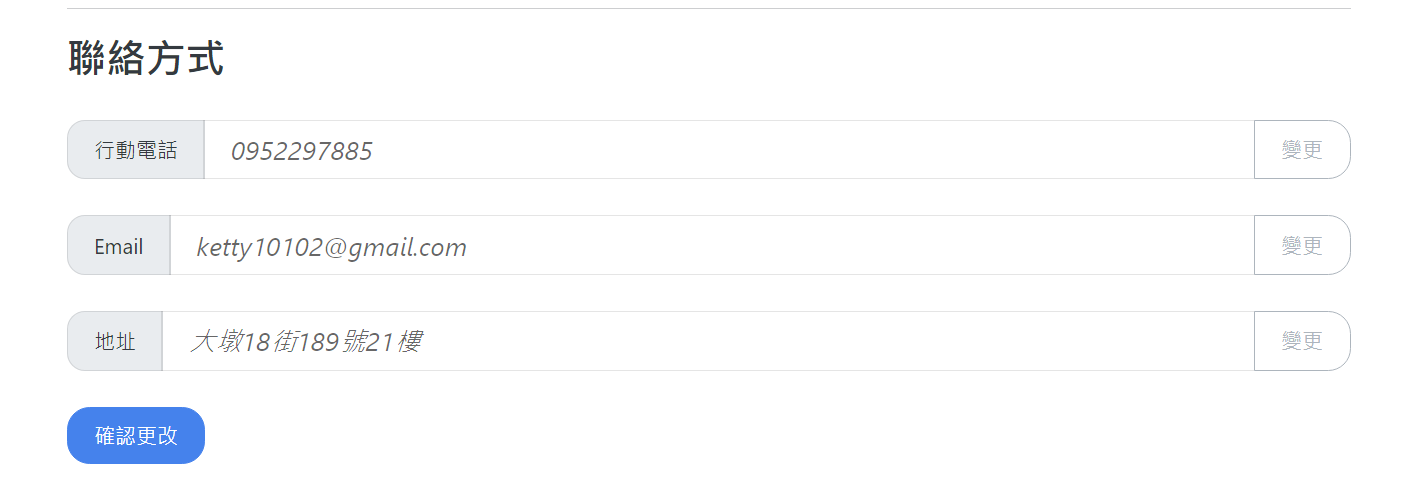 聯絡方式
行動電話 0952297885 變更
Email ketty10102@gmail.com 變更
地址 大墩18街189號21樓 變更
確認更改